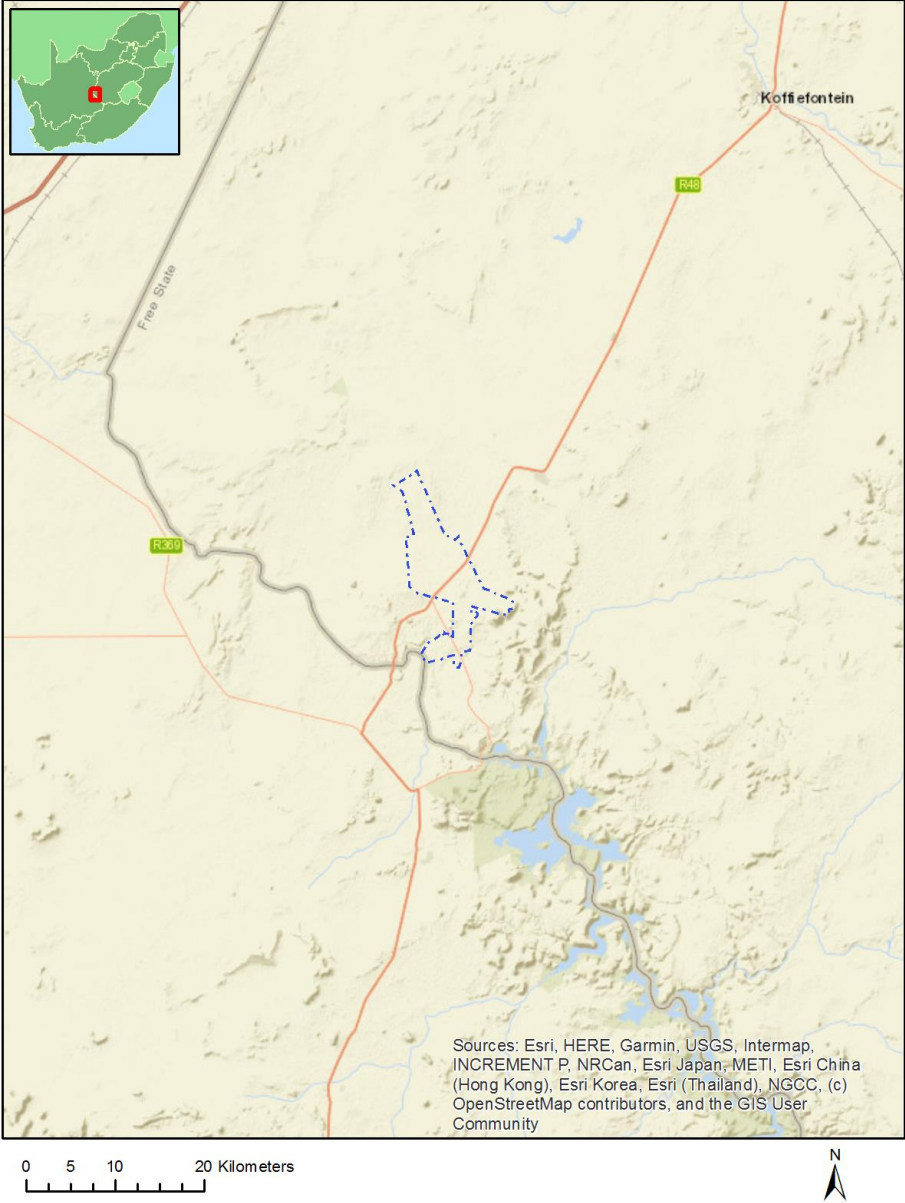 Koffiefontein
R48
Free State
R369
Sources: Esri, HERE, Garmin, USGS, Intermap,
INCREMENT P, NRCan, Esri Japan, METI, Esri China
(Hong Kong), Esri Korea, Esri (Thailand), NGCC, (c)
OpenStreetMap contributors, and the GIS User
Community
0 5 10 20 Kilometers
N